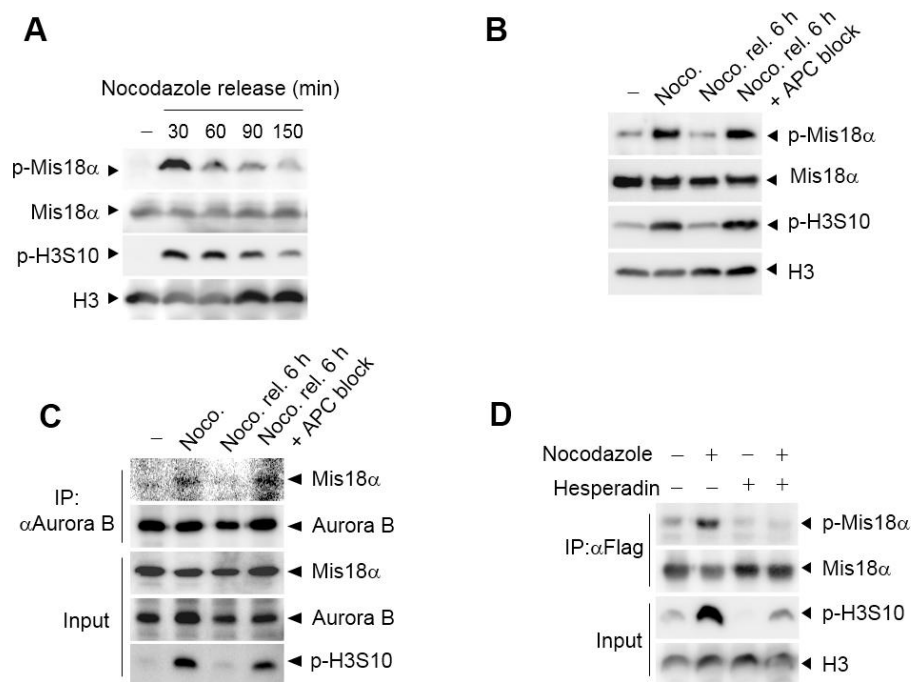 A
Nocodazole release (min)
– 30 60 90 150
p-Mis18α
Mis18α
p-H3S10
H3
B
– Noco. Noco. rel. 6 h Noco. rel. 6 h + APC block
p-Mis18α
Mis18α
p-H3S10
H3
C
– Noco. Noco. rel. 6 h Noco. rel. 6 h + APC block
IP: αAurora B
Mis18α
Aurora B
Input
Mis18α
Aurora B
p-H3S10
D
Nocodazole – + – +
Hesperadin – – + +
IP:αFlag
p-Mis18α
Mis18α
Input
p-H3S10
H3